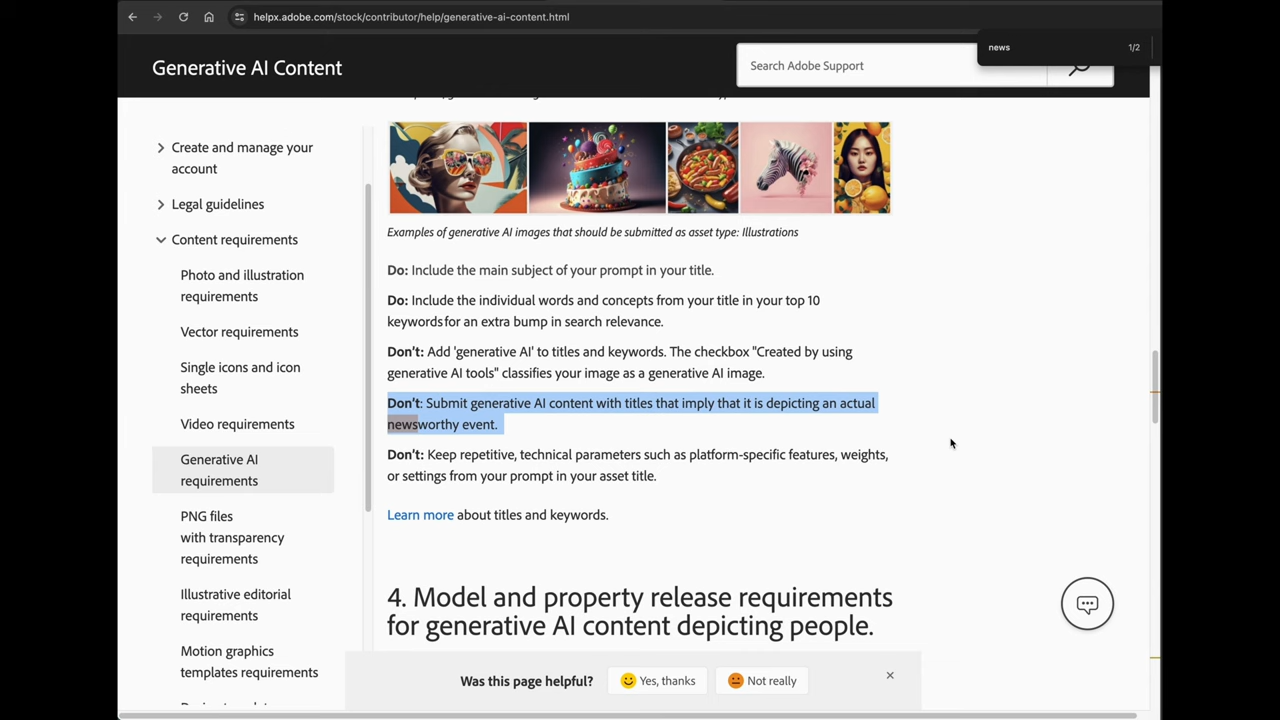 helpx.adobe.com/stock/contributor/help/generative-ai-content.html
news
1/2
Generative AI Content
Search Adobe Support
Create and manage your
account
Legal guidelines
Content requirements
Photo and illustration
requirements
Vector requirements
Single icons and icon
sheets
Video requirements
Generative AI
requirements
PNG files
with transparency
requirements
Illustrative editorial
requirements
Motion graphics
templates requirements
Examples of generative AI images that should be submitted as asset type: Illustrations
Do: Include the main subject of your prompt in your title.
Do: Include the individual words and concepts from your title in your top 10
keywords for an extra bump in search relevance.
Don't: Add 'generative AI' to titles and keywords. The checkbox "Created by using
generative AI tools" classifies your image as a generative AI image.
Don't: Submit generative AI content with titles that imply that it is depicting an actual
newsworthy event.
Don't: Keep repetitive, technical parameters such as platform-specific features, weights,
or settings from your prompt in your asset title.
Learn more about titles and keywords.
4. Model and property release requirements
for generative AI content depicting people.
Was this page helpful?
Yes, thanks
Not really